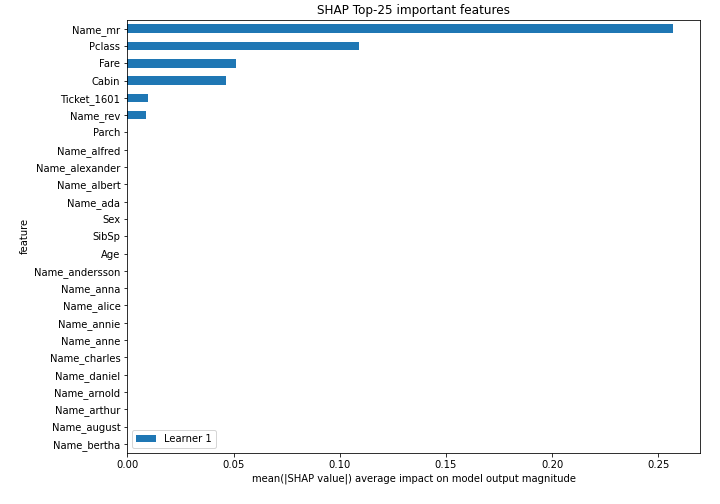 SHAP Top-25 important features
Name_mr
Pclass
Fare
Cabin
Ticket_1601
Name_rev
Parch
Name_alfred
Name_alexander
Name_albert
Name_ada
Sex
SibSp
Age
Name_andersson
Name_anna
Name_alice
Name_annie
Name_anne
Name_charles
Name_daniel
Name_arnold
Name_arthur
Name_august
Name_bertha
feature
Learner 1
0.00 0.05 0.10 0.15 0.20 0.25
mean(|SHAP value|) average impact on model output magnitude